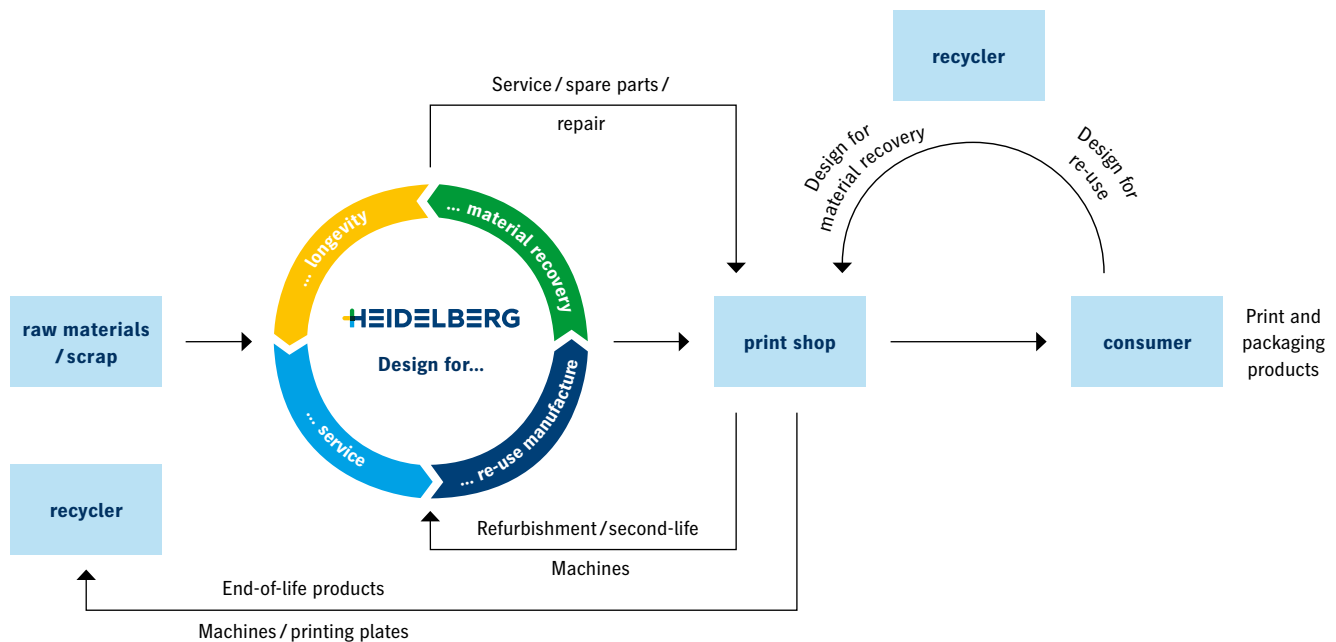 recycler
Service / spare parts /
repair
Design for
material recovery
Design for
re-use
... longevity
... material recovery
raw materials
/ scrap
HEIDELBERG
Design for...
print shop
consumer
Print and
packaging
products
... service
... re-use manufacture
recycler
Refurbishment / second-life
Machines
End-of-life products
Machines / printing plates